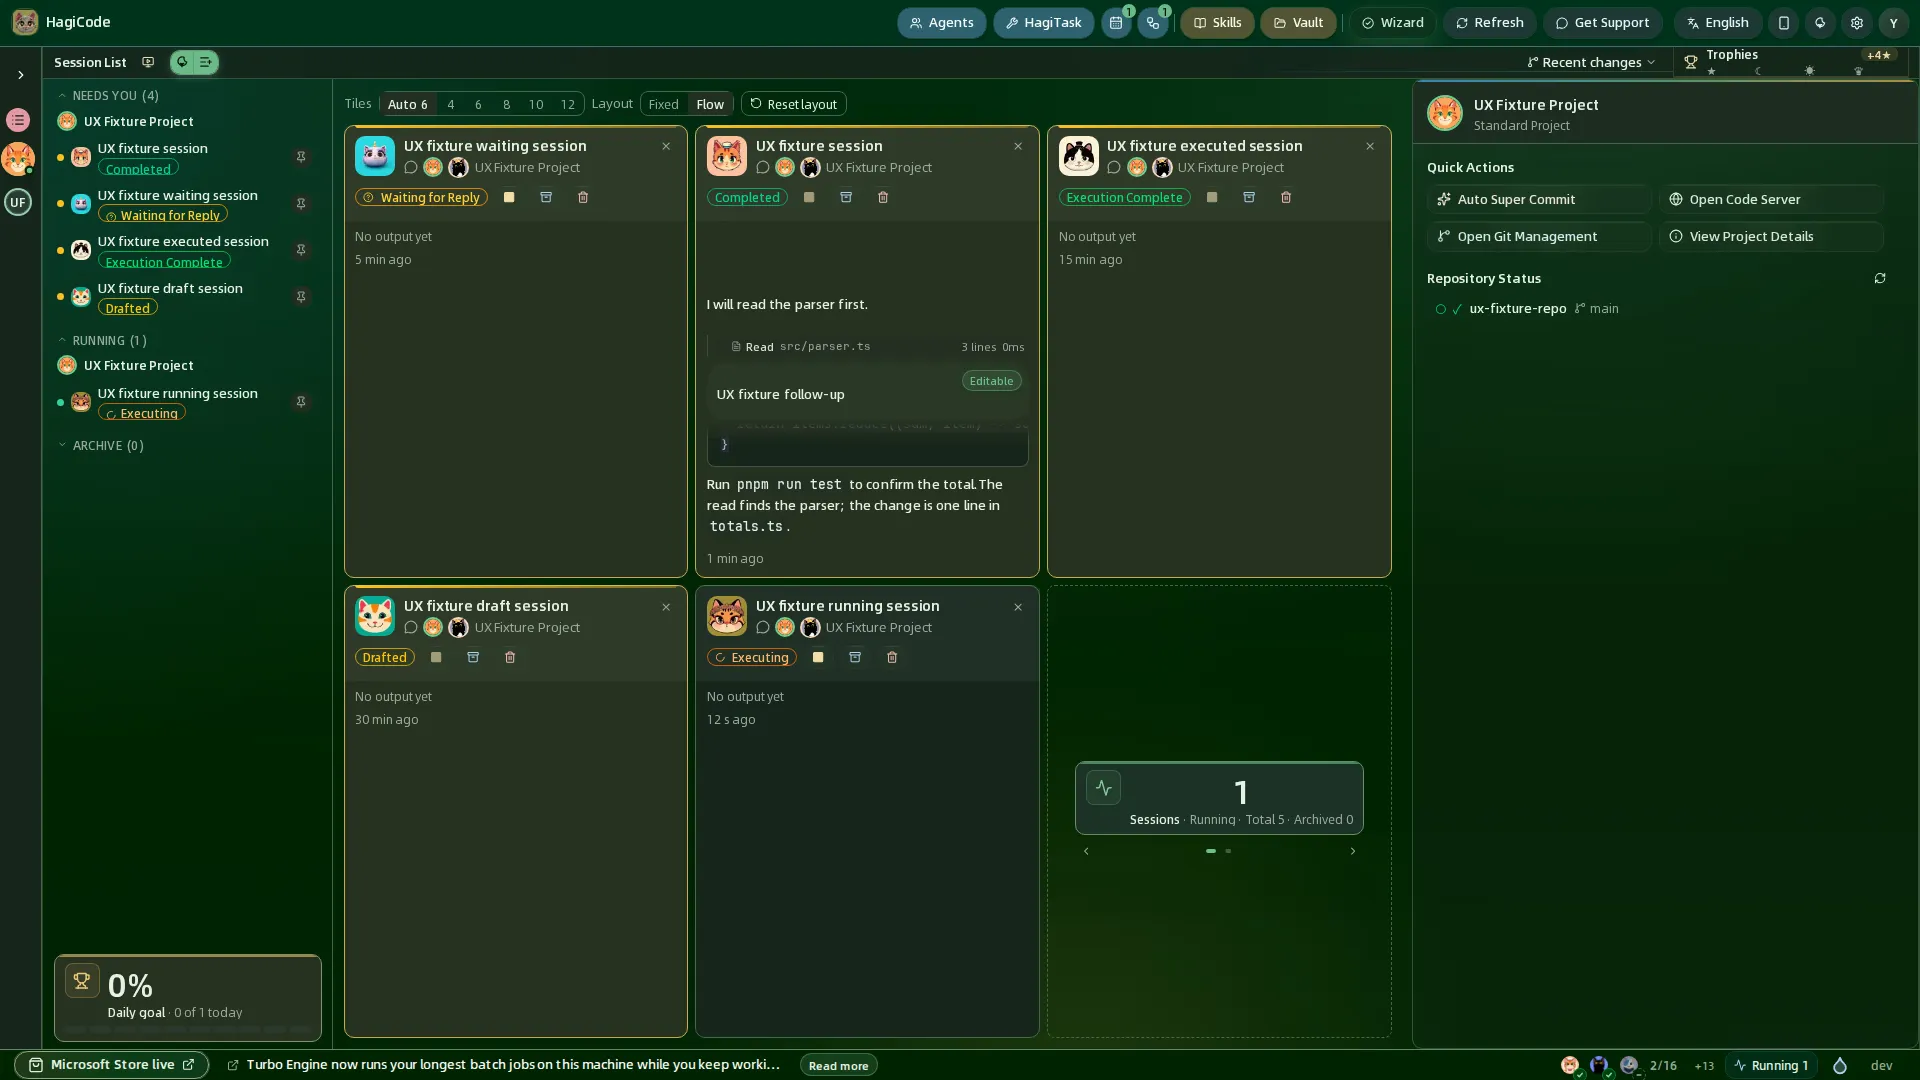 HagiCode
Agents
HagiTask
1
1
Skills
Vault
Wizard
Refresh
Get Support
English
Y
Session List
Recent changes
Trophies
+4★
NEEDS YOU (4)
UX Fixture Project
UX fixture session
Completed
UX fixture waiting session
Waiting for Reply
UX fixture executed session
Execution Complete
UX fixture draft session
Drafted
RUNNING (1)
UX Fixture Project
UX fixture running session
Executing
ARCHIVE (0)
UF
0%
Daily goal · 0 of 1 today
Tiles
Auto 6
4
6
8
10
12
Layout
Fixed
Flow
Reset layout
UX fixture waiting session
UX Fixture Project
Waiting for Reply
No output yet
5 min ago
UX fixture session
UX Fixture Project
Completed
I will read the parser first.
Read src/parser.ts
3 lines 0ms
Editable
UX fixture follow-up
}
Run pnpm run test to confirm the total.The
read finds the parser; the change is one line in
totals.ts.
1 min ago
UX fixture executed session
UX Fixture Project
Execution Complete
No output yet
15 min ago
UX fixture draft session
UX Fixture Project
Drafted
No output yet
30 min ago
UX fixture running session
UX Fixture Project
Executing
No output yet
12 s ago
1
Sessions · Running · Total 5 · Archived 0
UX Fixture Project
Standard Project
Quick Actions
Auto Super Commit
Open Code Server
Open Git Management
View Project Details
Repository Status
ux-fixture-repo
main
Microsoft Store live
Turbo Engine now runs your longest batch jobs on this machine while you keep worki...
Read more
2/16
+13
Running 1
dev